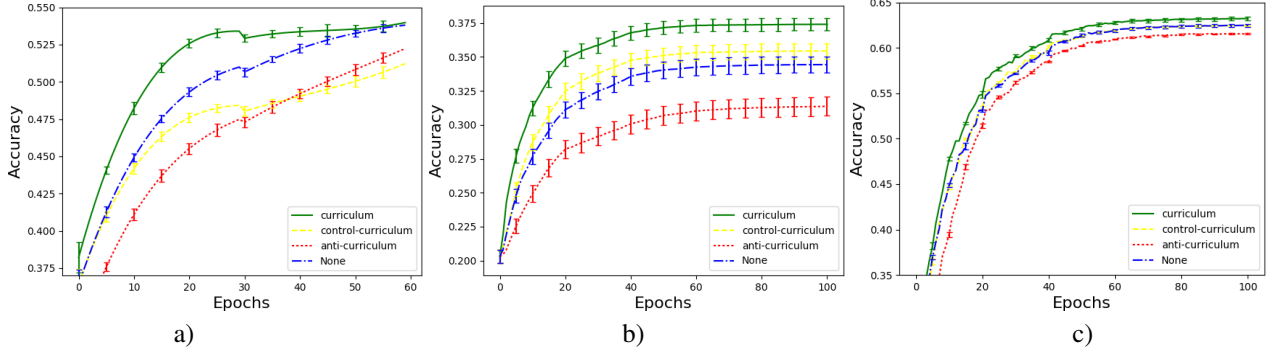 0.550
0.525
0.500
0.475
0.450
0.425
0.400
0.375
Accuracy
0 10 20 30 40 50 60
Epochs
curriculum
control-curriculum
anti-curriculum
None
a)
0.375
0.350
0.325
0.300
0.275
0.250
0.225
0.200
Accuracy
0 20 40 60 80 100
Epochs
curriculum
control-curriculum
anti-curriculum
None
b)
0.65
0.60
0.55
0.50
0.45
0.40
0.35
Accuracy
0 20 40 60 80 100
Epochs
curriculum
control-curriculum
anti-curriculum
None
c)